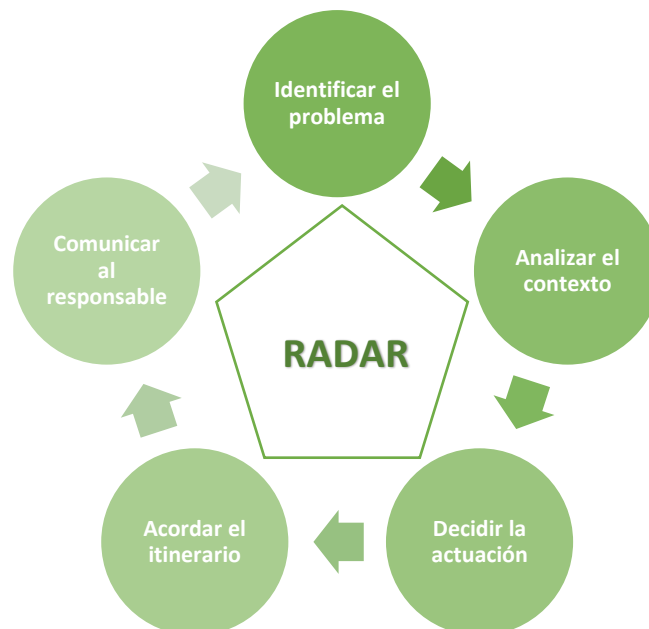 Identificar el
problema
Analizar el
contexto
Decidir la
actuación
Acordar el
itinerario
Comunicar
al
responsable
RADAR